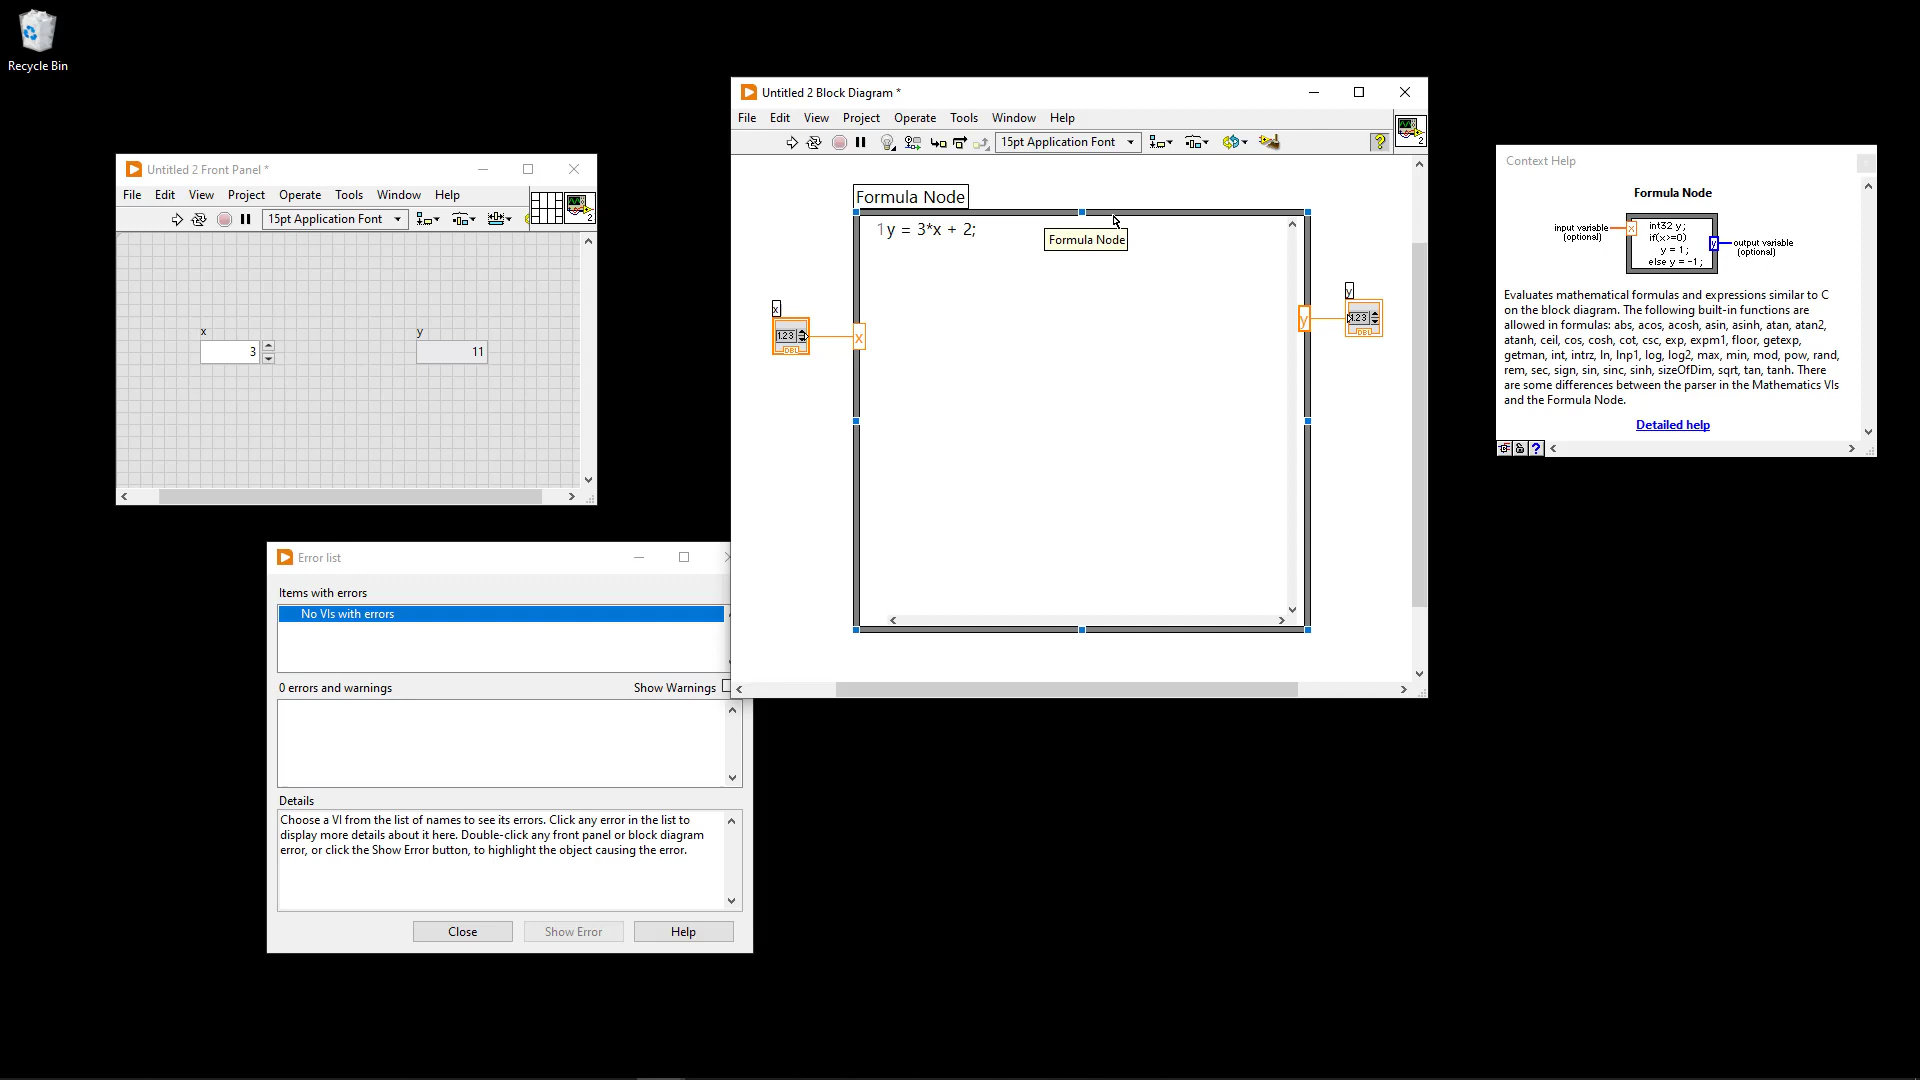 Recycle Bin
Untitled 2 Block Diagram *
File Edit View Project Operate Tools Window Help
15pt Application Font
2
Formula Node
1 y = 3*x + 2;
Formula Node
x
1.23
DBL
x
y
y
1.23
DBL
Untitled 2 Front Panel *
File Edit View Project Operate Tools Window Help
15pt Application Font
2
x
3
y
11
Context Help
Formula Node
input variable
(optional)
x
int32 y;
if(x>=0)
y = 1;
else y = -1;
y
output variable
(optional)
Evaluates mathematical formulas and expressions similar to C
on the block diagram. The following built-in functions are
allowed in formulas: abs, acos, acosh, asin, asinh, atan, atan2,
atanh, ceil, cos, cosh, cot, csc, exp, expm1, floor, getexp,
getman, int, intrz, ln, lnp1, log, log2, max, min, mod, pow, rand,
rem, sec, sign, sin, sinc, sinh, sizeOfDim, sqrt, tan, tanh. There
are some differences between the parser in the Mathematics VIs
and the Formula Node.
Detailed help
Error list
Items with errors
No VIs with errors
0 errors and warnings
Show Warnings
Details
Choose a VI from the list of names to see its errors. Click any error in the list to
display more details about it here. Double-click any front panel or block diagram
error, or click the Show Error button, to highlight the object causing the error.
Close
Show Error
Help